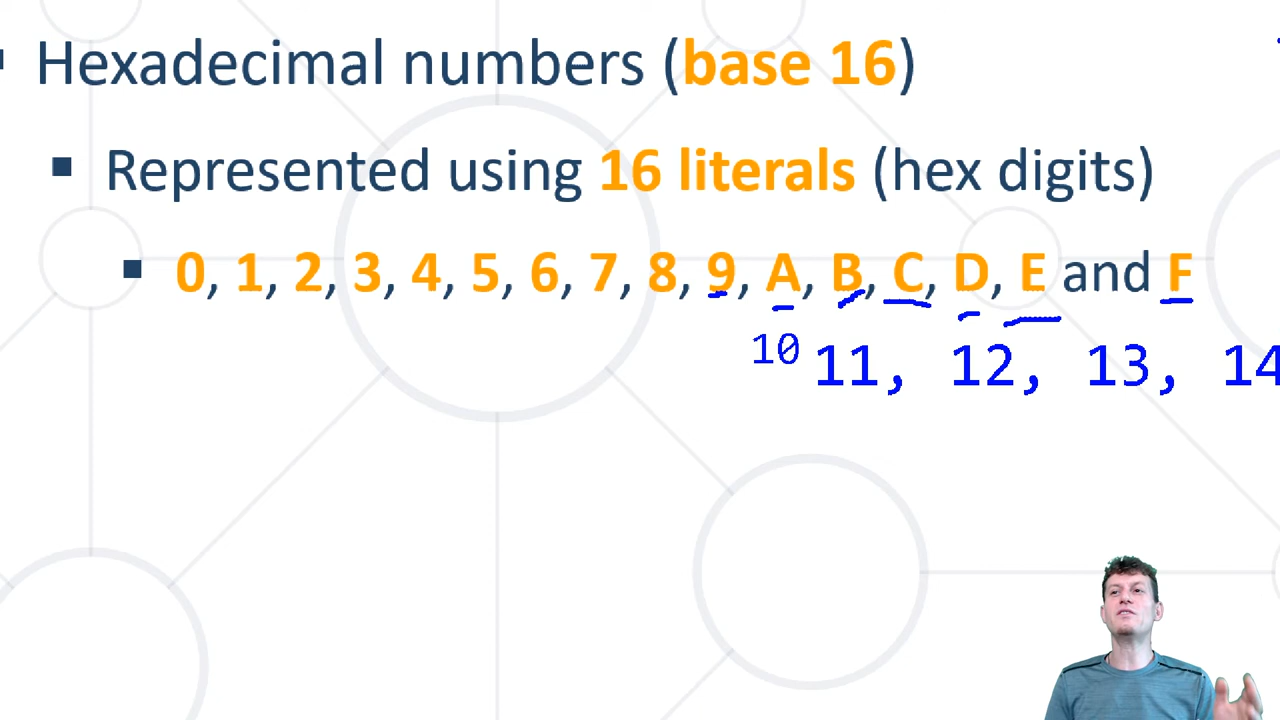 Hexadecimal numbers (base 16)
Represented using 16 literals (hex digits)
0, 1, 2, 3, 4, 5, 6, 7, 8, 9, A, B, C, D, E and F
10 11, 12, 13, 14